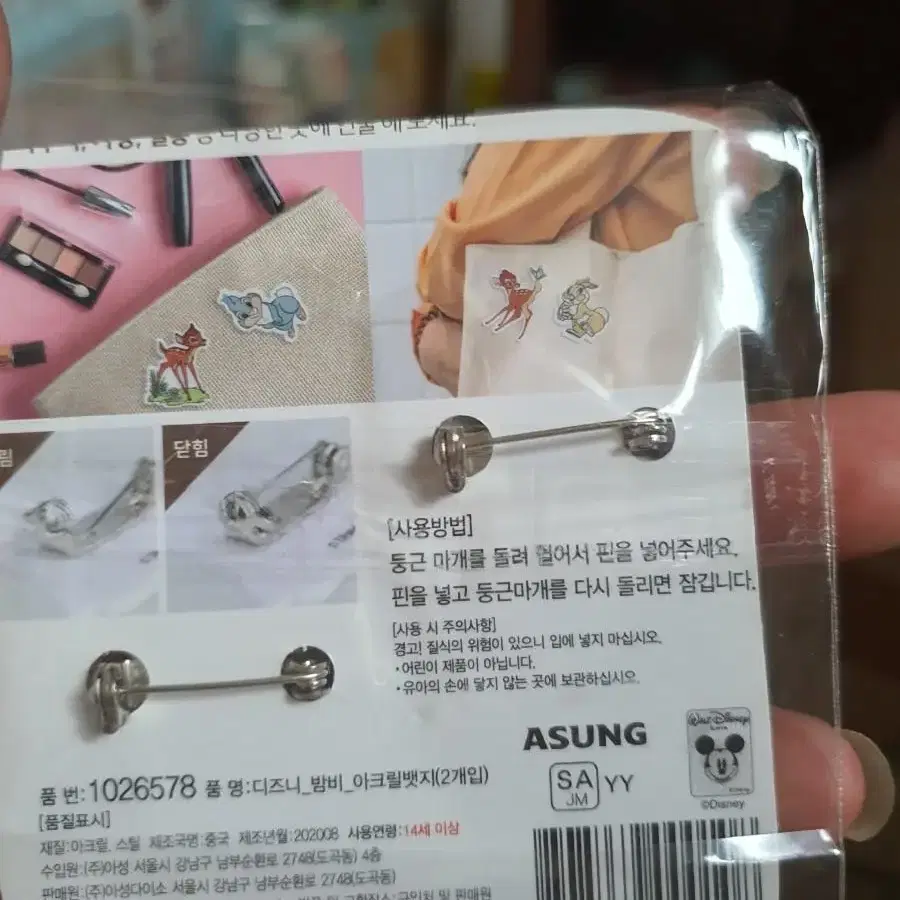 해 보세요.
닫힘
[사용방법]
둥근 마개를 돌려 열어서 핀을 넣어주세요.
핀을 넣고 둥근마개를 다시 돌리면 잠깁니다.
[사용 시 주의사항]
경고! 질식의 위험이 있으니 입에 넣지 마십시오.
·어린이 제품이 아닙니다.
·유아의 손에 닿지 않는 곳에 보관하십시오.
ASUNG
SA
JM
YY
WALT DISNEY
©Disney
품 번:1026578 품 명:디즈니_밤비_아크릴뱃지(2개입)
[품질표시]
재질:아크릴, 스틸 제조국명:중국 제조년월:202008 사용연령:14세 이상
수입원:(주)아성 서울시 강남구 남부순환로 2748(도곡동) 4층
판매원:(주)아성다이소 서울시 강남구 남부순환로 2748(도곡동)